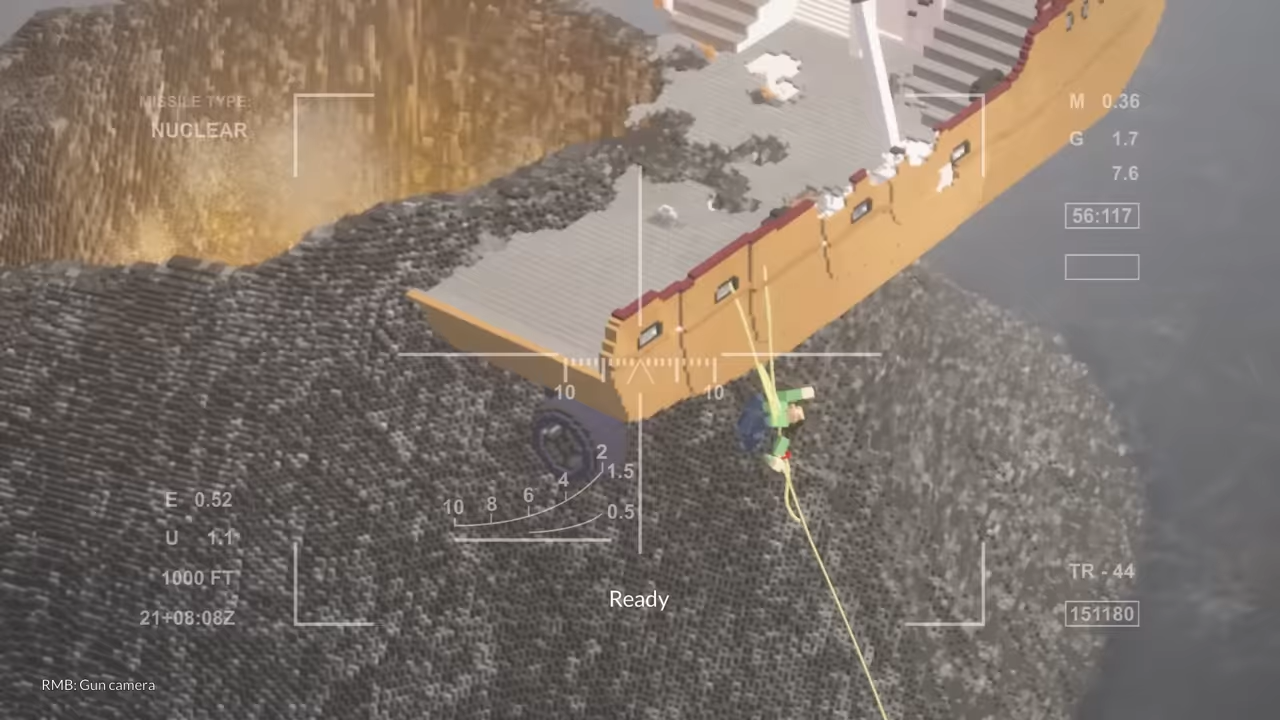 MISSILE TYPE:
NUCLEAR
M 0.36
G 1.7
7.6
56:117
10 10
2
1.5
4
6
8
10
0.5
E 0.52
U 1.1
1000 FT
21+08:08Z
Ready
TR - 44
151180
RMB: Gun camera